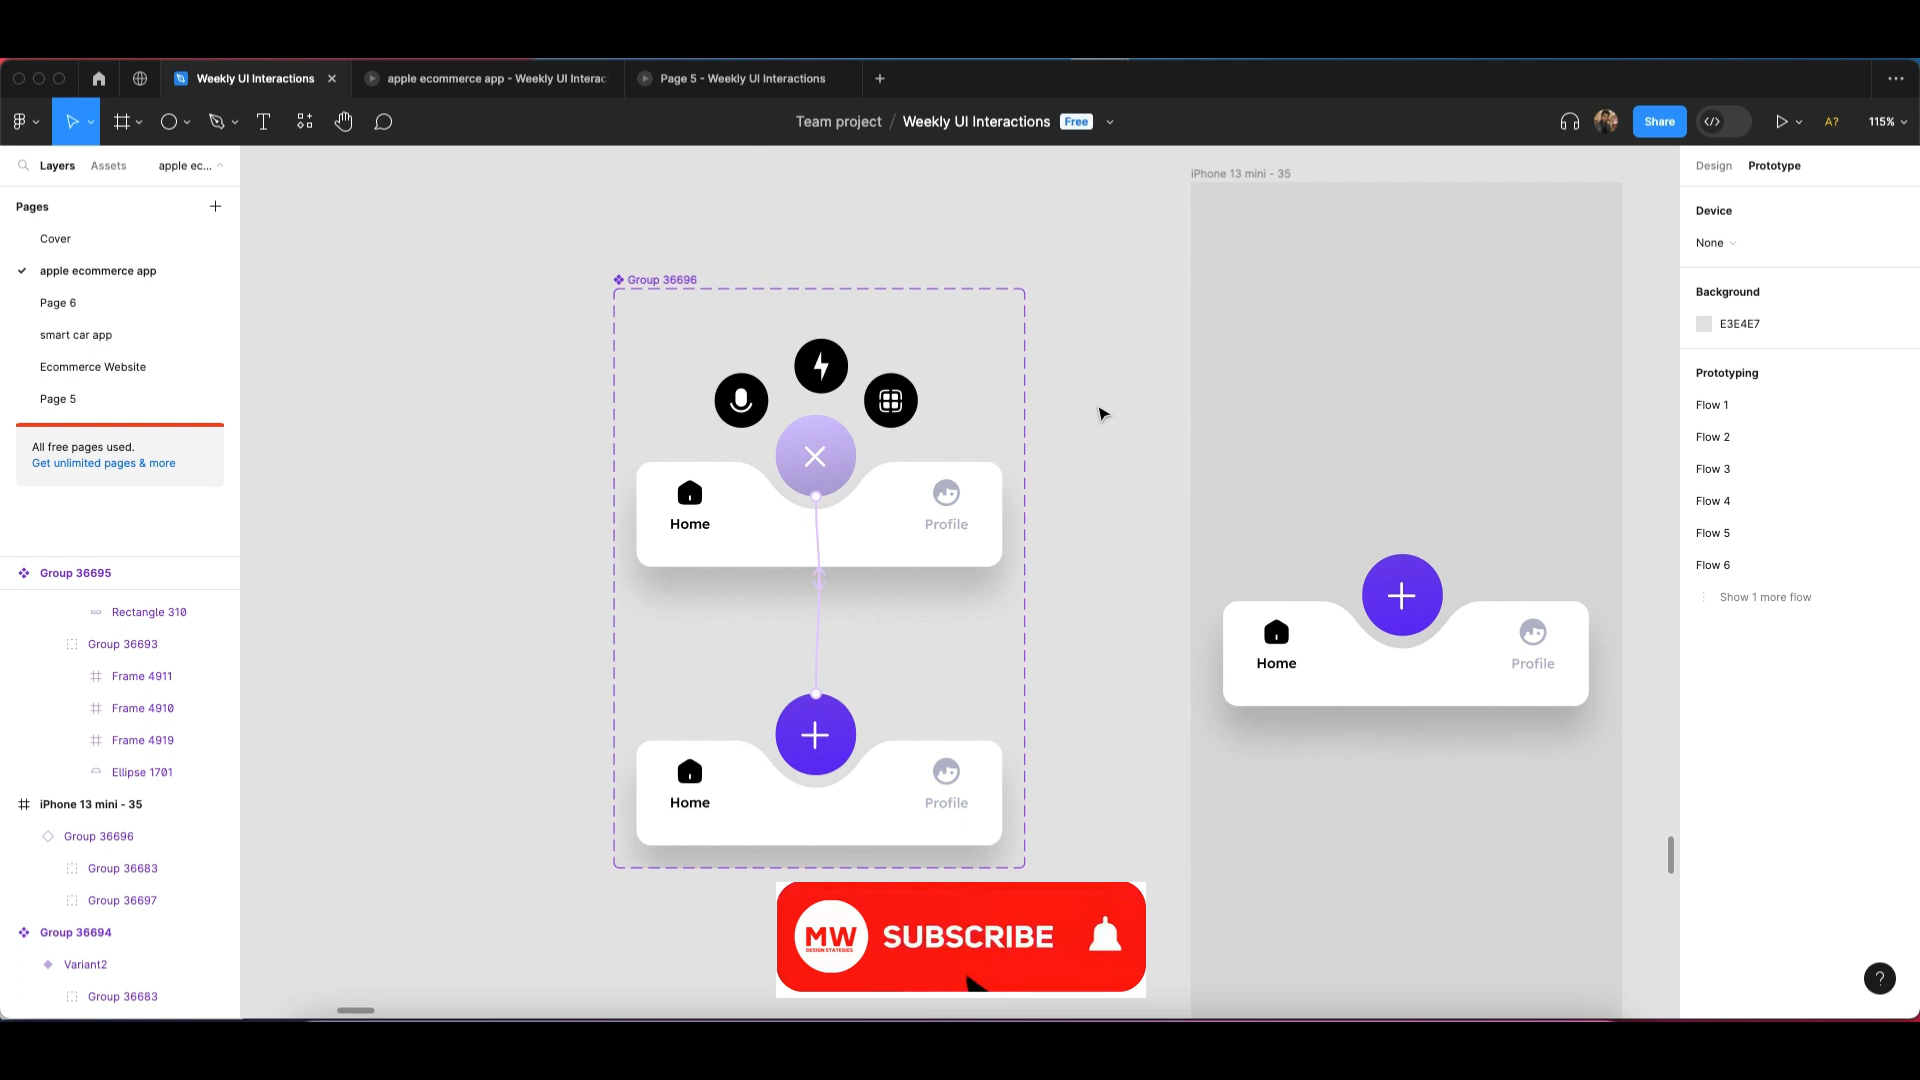 Weekly UI Interactions
apple ecommerce app - Weekly UI Interac
Page 5 - Weekly UI Interactions
Team project / Weekly UI Interactions Free
Share
A?
115%
Layers
Assets
apple ec...
Pages
Cover
apple ecommerce app
Page 6
smart car app
Ecommerce Website
Page 5
All free pages used.
Get unlimited pages & more
Group 36695
Rectangle 310
Group 36693
Frame 4911
Frame 4910
Frame 4919
Ellipse 1701
iPhone 13 mini - 35
Group 36696
Group 36683
Group 36697
Group 36694
Variant2
Group 36683
Group 36696
Home
Profile
Home
Profile
iPhone 13 mini - 35
Home
Profile
MW
DESIGN STATEGIES
SUBSCRIBE
Design
Prototype
Device
None
Background
E3E4E7
Prototyping
Flow 1
Flow 2
Flow 3
Flow 4
Flow 5
Flow 6
Show 1 more flow
?